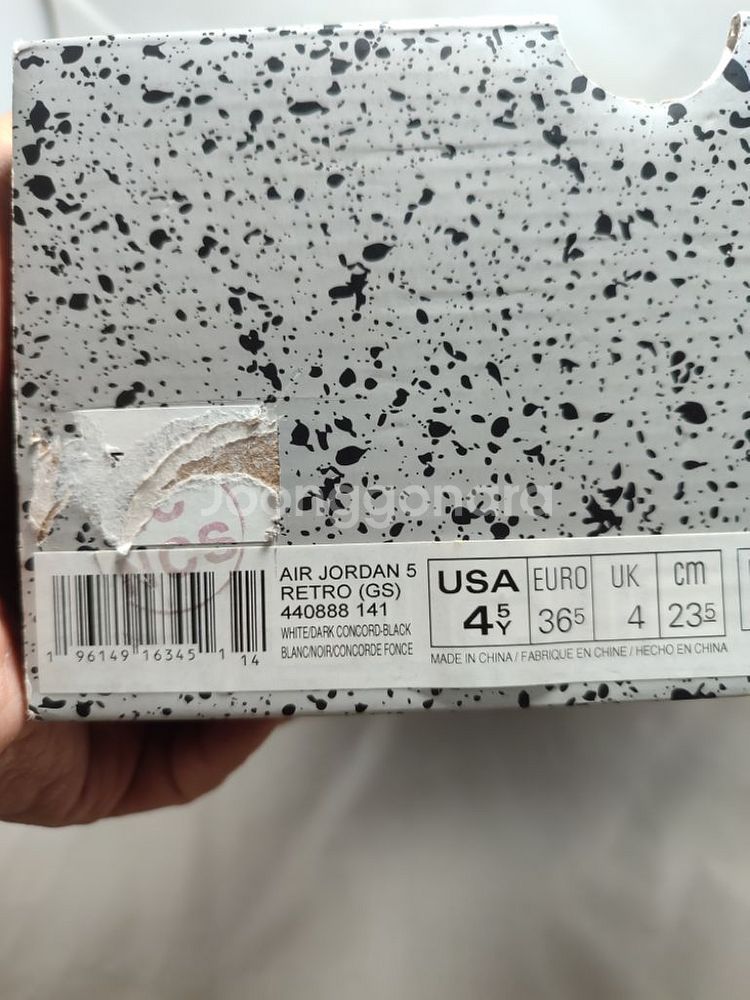 Joonggonara
AIR JORDAN 5
RETRO (GS)
440888 141
WHITE/DARK CONCORD-BLACK
BLANC/NOIR/CONCORDE FONCE
1 96149 16345 1 14
USA EURO UK cm
4 5Y 36 5 4 23 5
MADE IN CHINA / FABRIQUE EN CHINE / HECHO EN CHINA